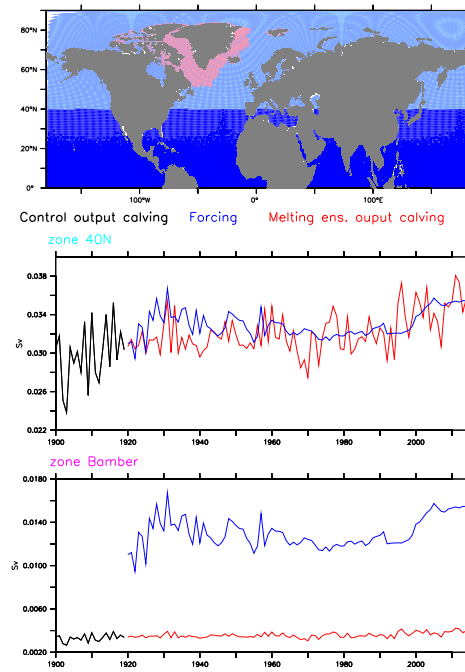 80°N
60°N
40°N
20°N
0°
100°W 0° 100°E
Control output calving Forcing Melting ens. ouput calving
zone 40N
0.038
0.034
0.030
0.026
0.022
Sv
1900 1920 1940 1960 1980 2000
zone Bamber
0.0180
0.0140
0.0100
0.0060
0.0020
Sv
1900 1920 1940 1960 1980 2000